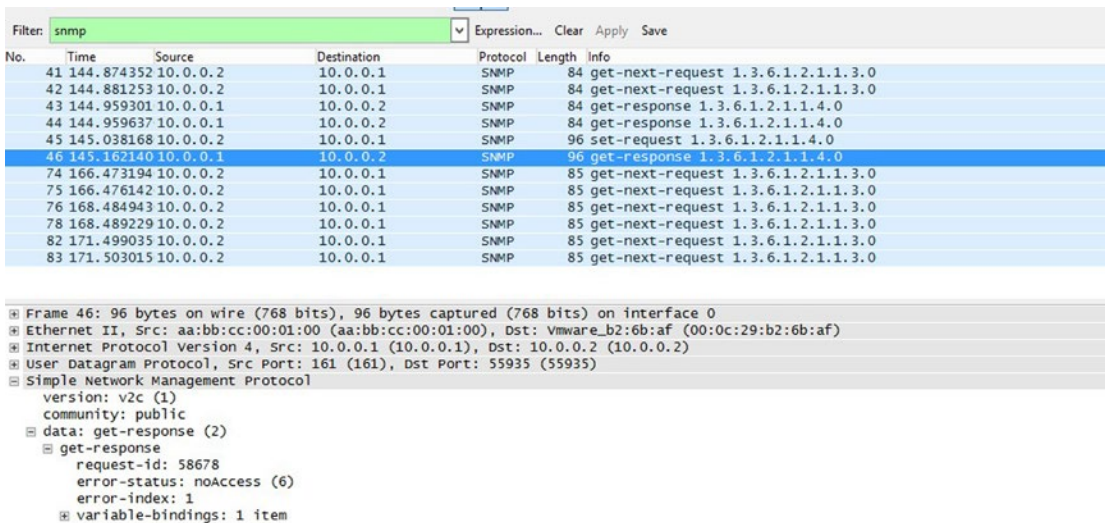 Filter: snmp Expression... Clear Apply Save
No. Time Source Destination Protocol Length Info
41 144.874352 10.0.0.2 10.0.0.1 SNMP 84 get-next-request 1.3.6.1.2.1.1.3.0
42 144.881253 10.0.0.2 10.0.0.1 SNMP 84 get-next-request 1.3.6.1.2.1.1.3.0
43 144.959301 10.0.0.1 10.0.0.2 SNMP 84 get-response 1.3.6.1.2.1.1.4.0
44 144.959637 10.0.0.1 10.0.0.2 SNMP 84 get-response 1.3.6.1.2.1.1.4.0
45 145.038168 10.0.0.2 10.0.0.1 SNMP 96 set-request 1.3.6.1.2.1.1.4.0
46 145.162140 10.0.0.1 10.0.0.2 SNMP 96 get-response 1.3.6.1.2.1.1.4.0
74 166.473194 10.0.0.2 10.0.0.1 SNMP 85 get-next-request 1.3.6.1.2.1.1.3.0
75 166.476142 10.0.0.2 10.0.0.1 SNMP 85 get-next-request 1.3.6.1.2.1.1.3.0
76 168.484943 10.0.0.2 10.0.0.1 SNMP 85 get-next-request 1.3.6.1.2.1.1.3.0
78 168.489229 10.0.0.2 10.0.0.1 SNMP 85 get-next-request 1.3.6.1.2.1.1.3.0
82 171.499035 10.0.0.2 10.0.0.1 SNMP 85 get-next-request 1.3.6.1.2.1.1.3.0
83 171.503015 10.0.0.2 10.0.0.1 SNMP 85 get-next-request 1.3.6.1.2.1.1.3.0
Frame 46: 96 bytes on wire (768 bits), 96 bytes captured (768 bits) on interface 0
Ethernet II, Src: aa:bb:cc:00:01:00 (aa:bb:cc:00:01:00), Dst: Vmware_b2:6b:af (00:0c:29:b2:6b:af)
Internet Protocol Version 4, Src: 10.0.0.1 (10.0.0.1), Dst: 10.0.0.2 (10.0.0.2)
User Datagram Protocol, Src Port: 161 (161), Dst Port: 55935 (55935)
Simple Network Management Protocol
version: v2c (1)
community: public
data: get-response (2)
get-response
request-id: 58678
error-status: noAccess (6)
error-index: 1
variable-bindings: 1 item